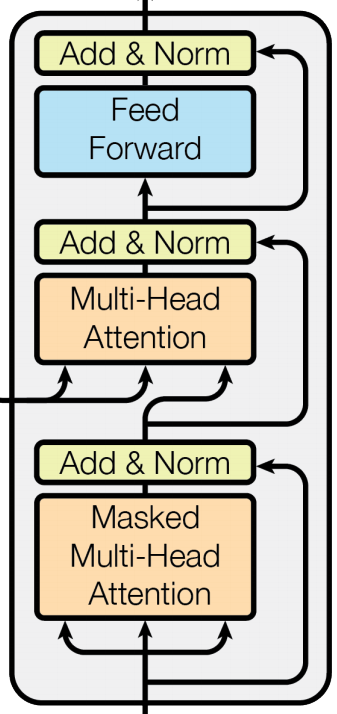 Add & Norm
Feed
Forward
Add & Norm
Multi-Head
Attention
Add & Norm
Masked
Multi-Head
Attention